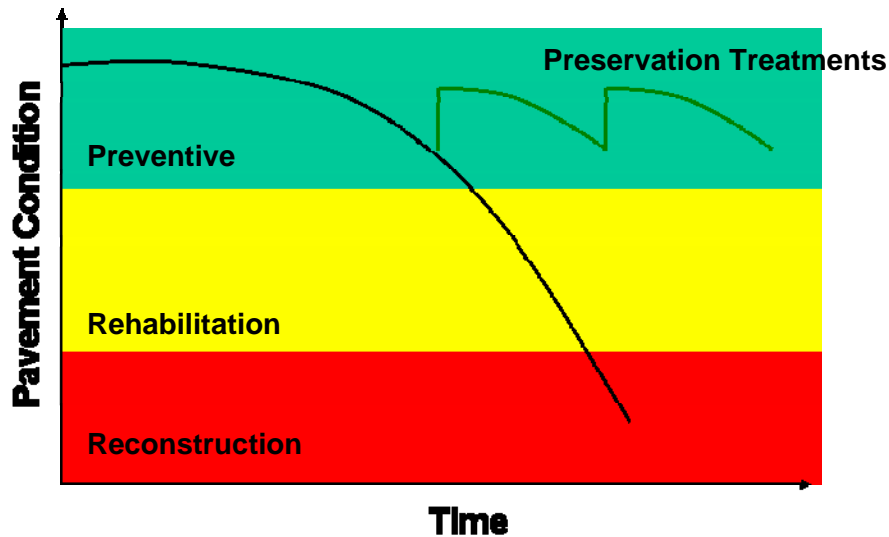 Preservation Treatments
Preventive
Pavement Condition
Rehabilitation
Reconstruction
Time